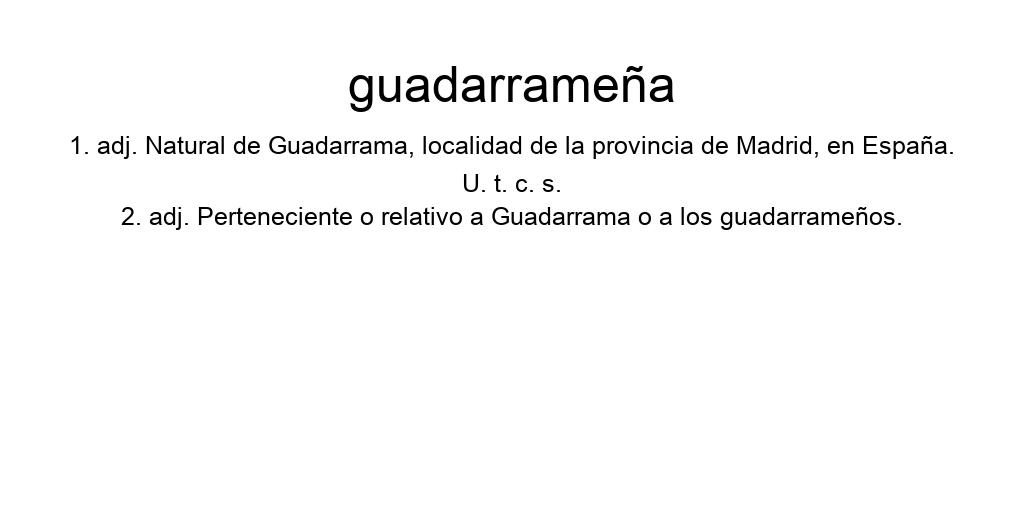 guadarrameña
1. adj. Natural de Guadarrama, localidad de la provincia de Madrid, en España.
U. t. c. s.
2. adj. Perteneciente o relativo a Guadarrama o a los guadarrameños.